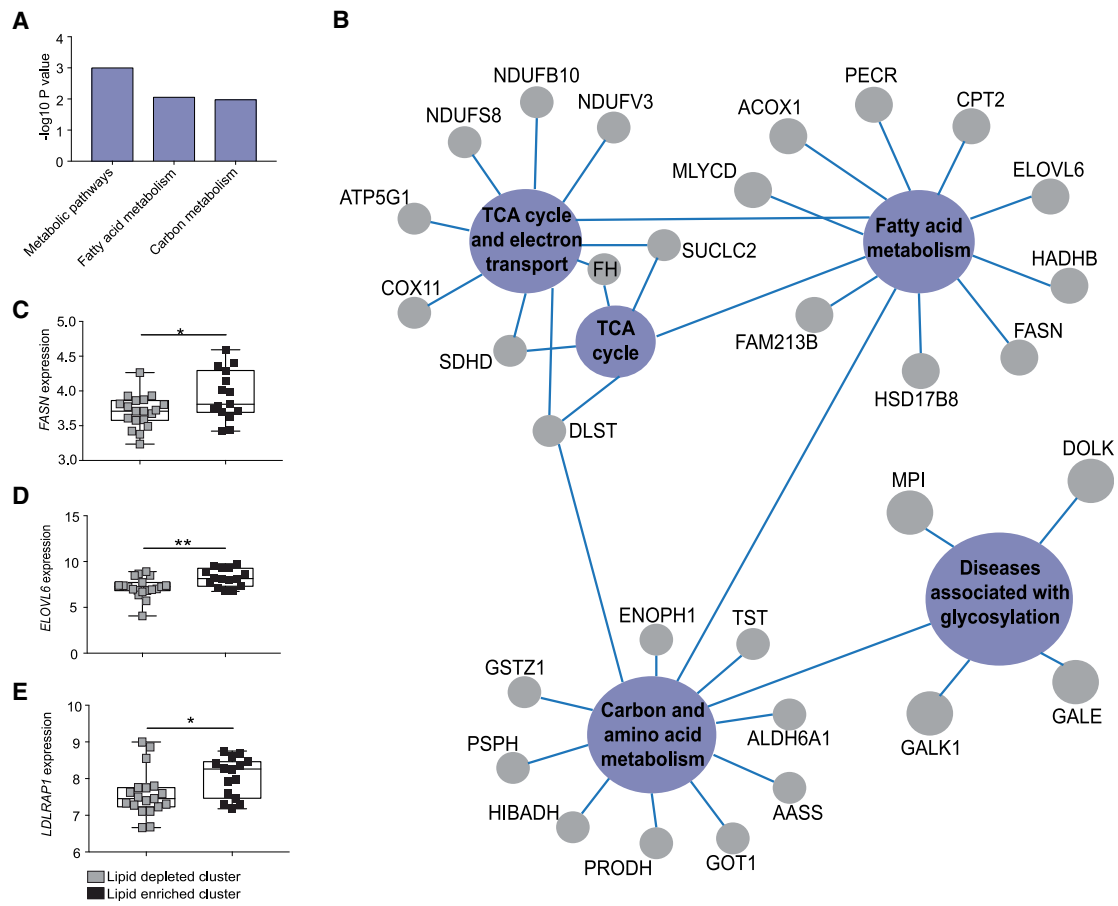 A
-log10 P value
4
3
2
1
0
Metabolic pathways
Fatty acid metabolism
Carbon metabolism
B
NDUFB10
NDUFV3
NDUFS8
ATP5G1
COX11
TCA cycle
and electron
transport
SUCLC2
FH
TCA
cycle
SDHD
DLST
PECR
ACOX1
CPT2
MLYCD
ELOVL6
Fatty acid
metabolism
HADHB
FAM213B
FASN
HSD17B8
DOLK
MPI
Diseases
associated with
glycosylation
GALE
GALK1
ENOPH1
TST
GSTZ1
Carbon and
amino acid
metabolism
ALDH6A1
PSPH
AASS
HIBADH
PRODH
GOT1
C
FASN expression
5.0
4.5
4.0
3.5
3.0
*
D
ELOVL6 expression
15
10
5
0
**
E
LDLRAP1 expression
10
9
8
7
6
*
Lipid depleted cluster
Lipid enriched cluster